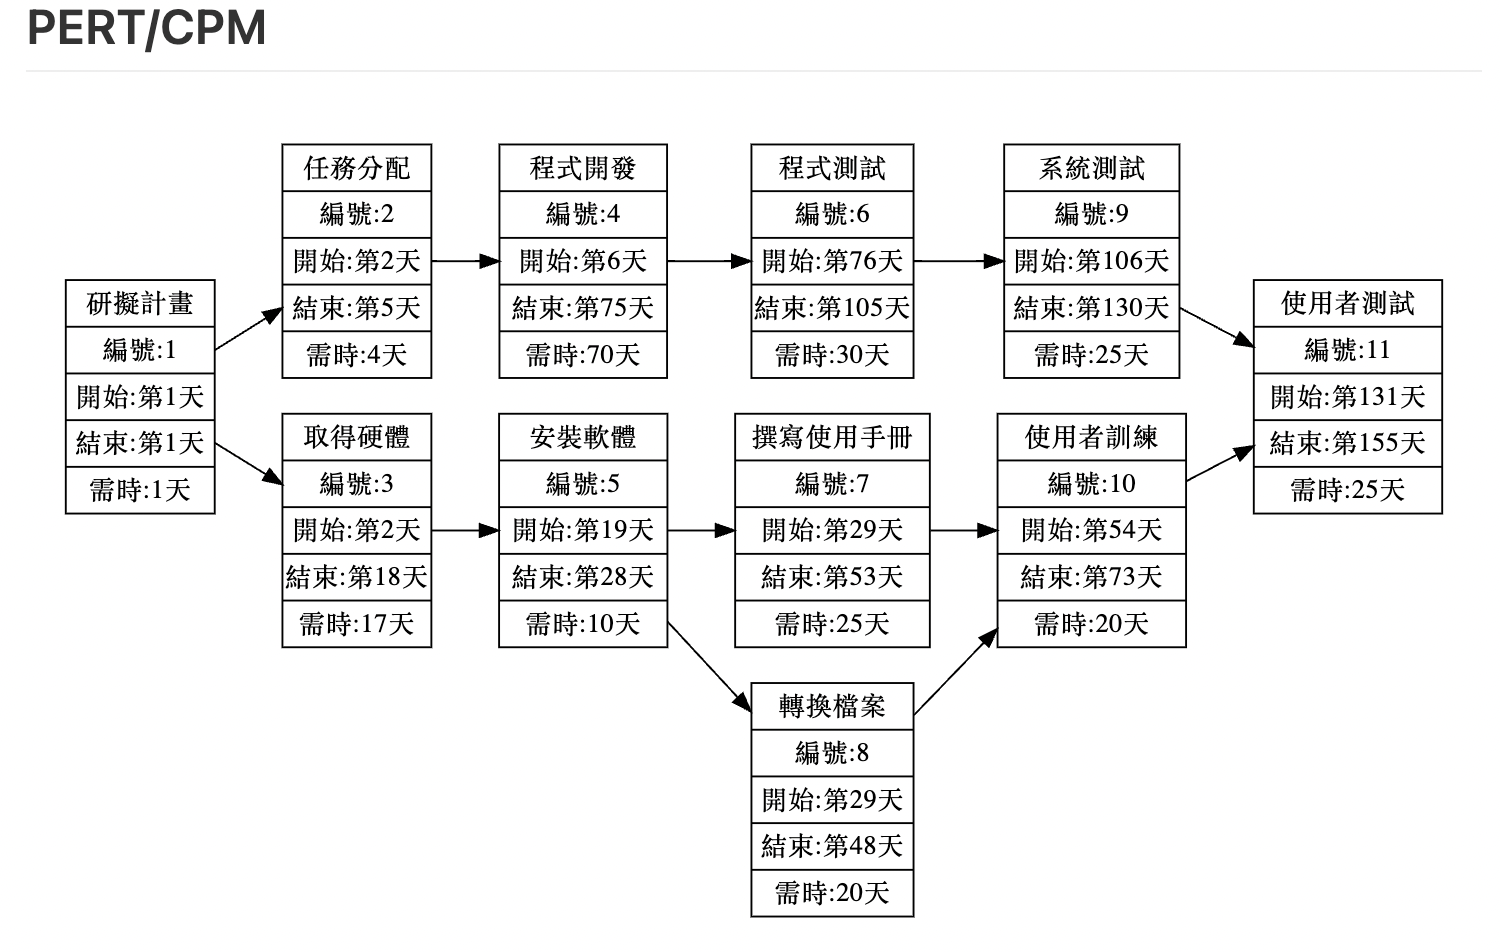 PERT/CPM
研擬計畫
編號:1
開始:第1天
結束:第1天
需時:1天
任務分配
編號:2
開始:第2天
結束:第5天
需時:4天
程式開發
編號:4
開始:第6天
結束:第75天
需時:70天
程式測試
編號:6
開始:第76天
結束:第105天
需時:30天
系統測試
編號:9
開始:第106天
結束:第130天
需時:25天
取得硬體
編號:3
開始:第2天
結束:第18天
需時:17天
安裝軟體
編號:5
開始:第19天
結束:第28天
需時:10天
撰寫使用手冊
編號:7
開始:第29天
結束:第53天
需時:25天
使用者訓練
編號:10
開始:第54天
結束:第73天
需時:20天
轉換檔案
編號:8
開始:第29天
結束:第48天
需時:20天
使用者測試
編號:11
開始:第131天
結束:第155天
需時:25天